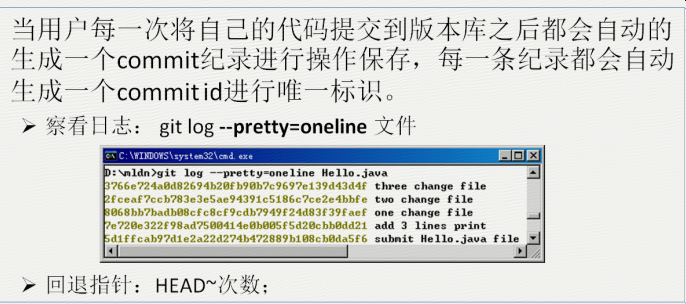 当用户每一次将自己的代码提交到版本库之后都会自动的
生成一个commit纪录进行操作保存，每一条纪录都会自动
生成一个commit id进行唯一标识。
➢ 察看日志： git log --pretty=oneline 文件
C:\WINDOWS\system32\cmd.exe
D:\mldn>git log --pretty=oneline Hello.java
3766e724a0d82694b20fb90b7c9697e139d43d4f three change file
2fceaf7ccb783e3e5ae94391c5186c7ce2e4bbfe two change file
8068bb7badb08cfc8cf9cdb7949f24d83f39faef one change file
7e720e322f98ad7500414e0b005f5d20cbb0dd21 add 3 lines print
5d1ffcab97d1e2a22d274b472889b108cb0da5f6 submit Hello.java file
➢ 回退指针：HEAD~次数；